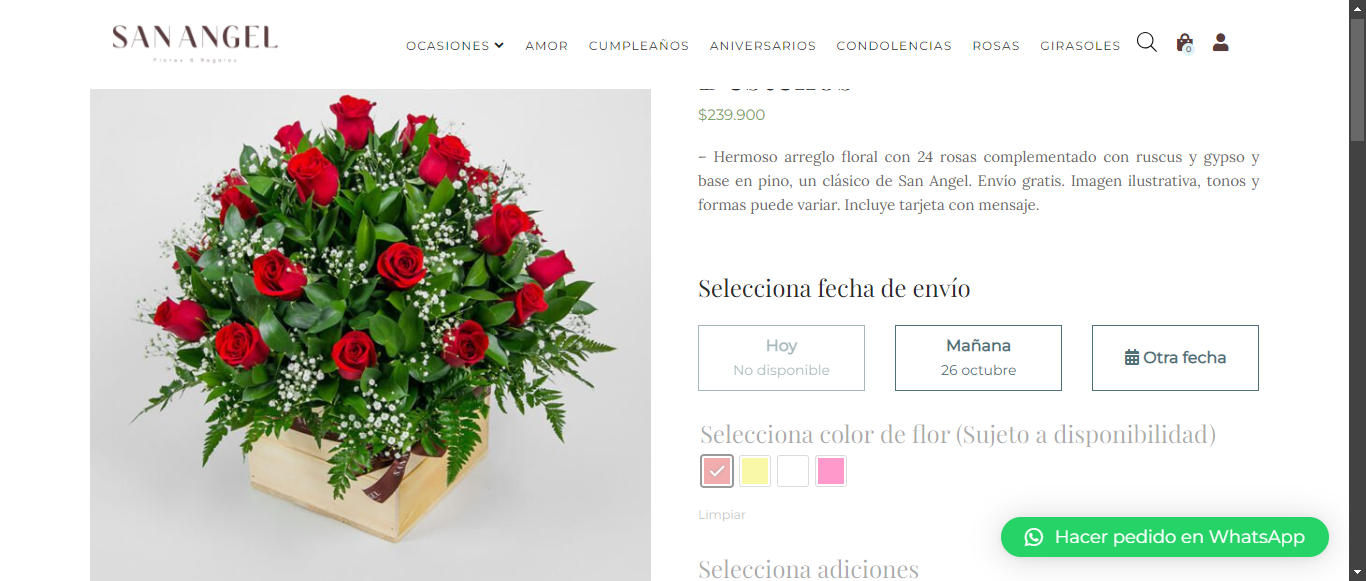 SAN ANGEL
Flores & Regalos
OCASIONES AMOR CUMPLEAÑOS ANIVERSARIOS CONDOLENCIAS ROSAS GIRASOLES 0
$239.900
– Hermoso arreglo floral con 24 rosas complementado con ruscus y gypso y
base en pino, un clásico de San Angel. Envío gratis. Imagen ilustrativa, tonos y
formas puede variar. Incluye tarjeta con mensaje.
Selecciona fecha de envío
Hoy
No disponible
Mañana
26 octubre
Otra fecha
Selecciona color de flor (Sujeto a disponibilidad)
Limpiar
Hacer pedido en WhatsApp
Selecciona adiciones